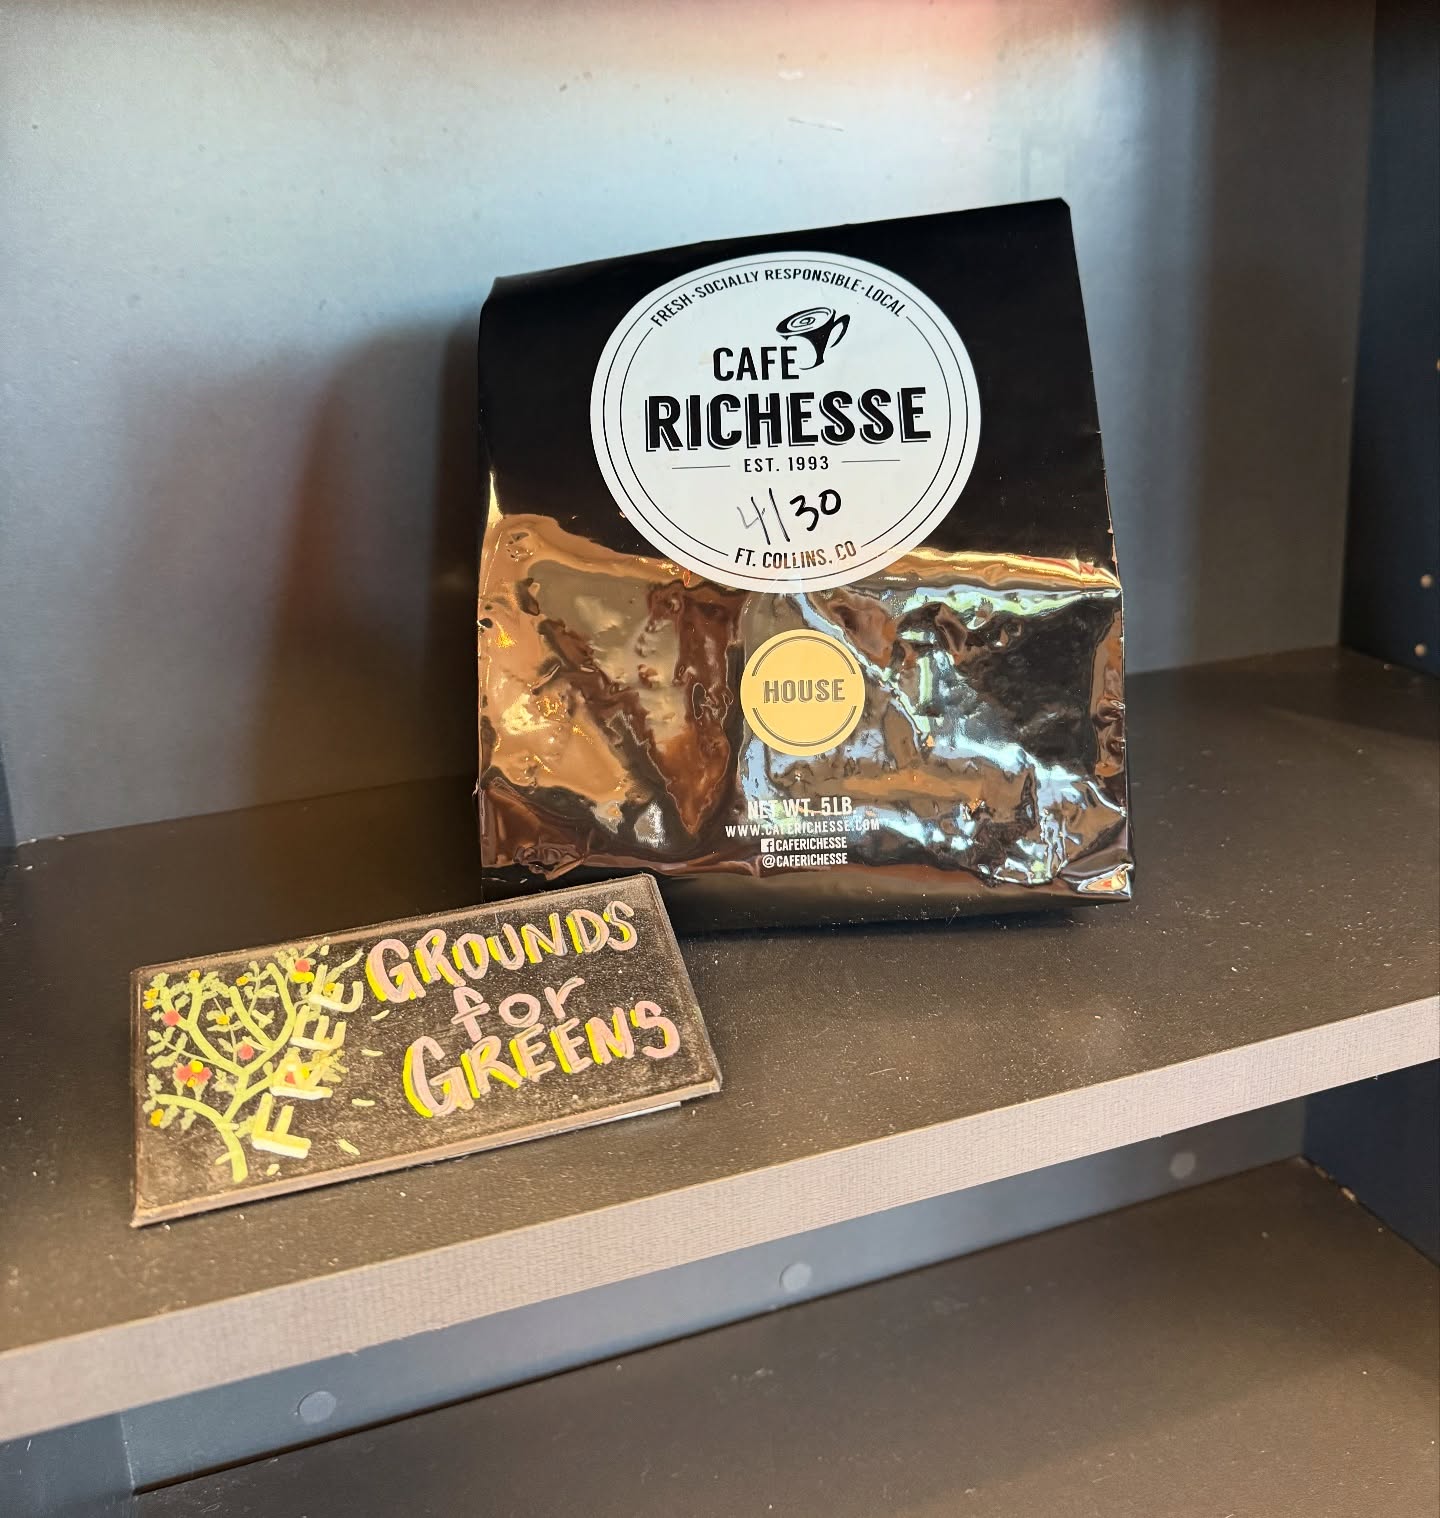 FRESH·SOCIALLY RESPONSIBLE·LOCAL
CAFE
RICHESSE
EST. 1993
4/30
FT. COLLINS, CO
HOUSE
NET WT. 5LB.
WWW.CAFERICHESSE.COM
CAFERICHESSE
@CAFERICHESSE
FREE
GROUNDS
for
GREENS